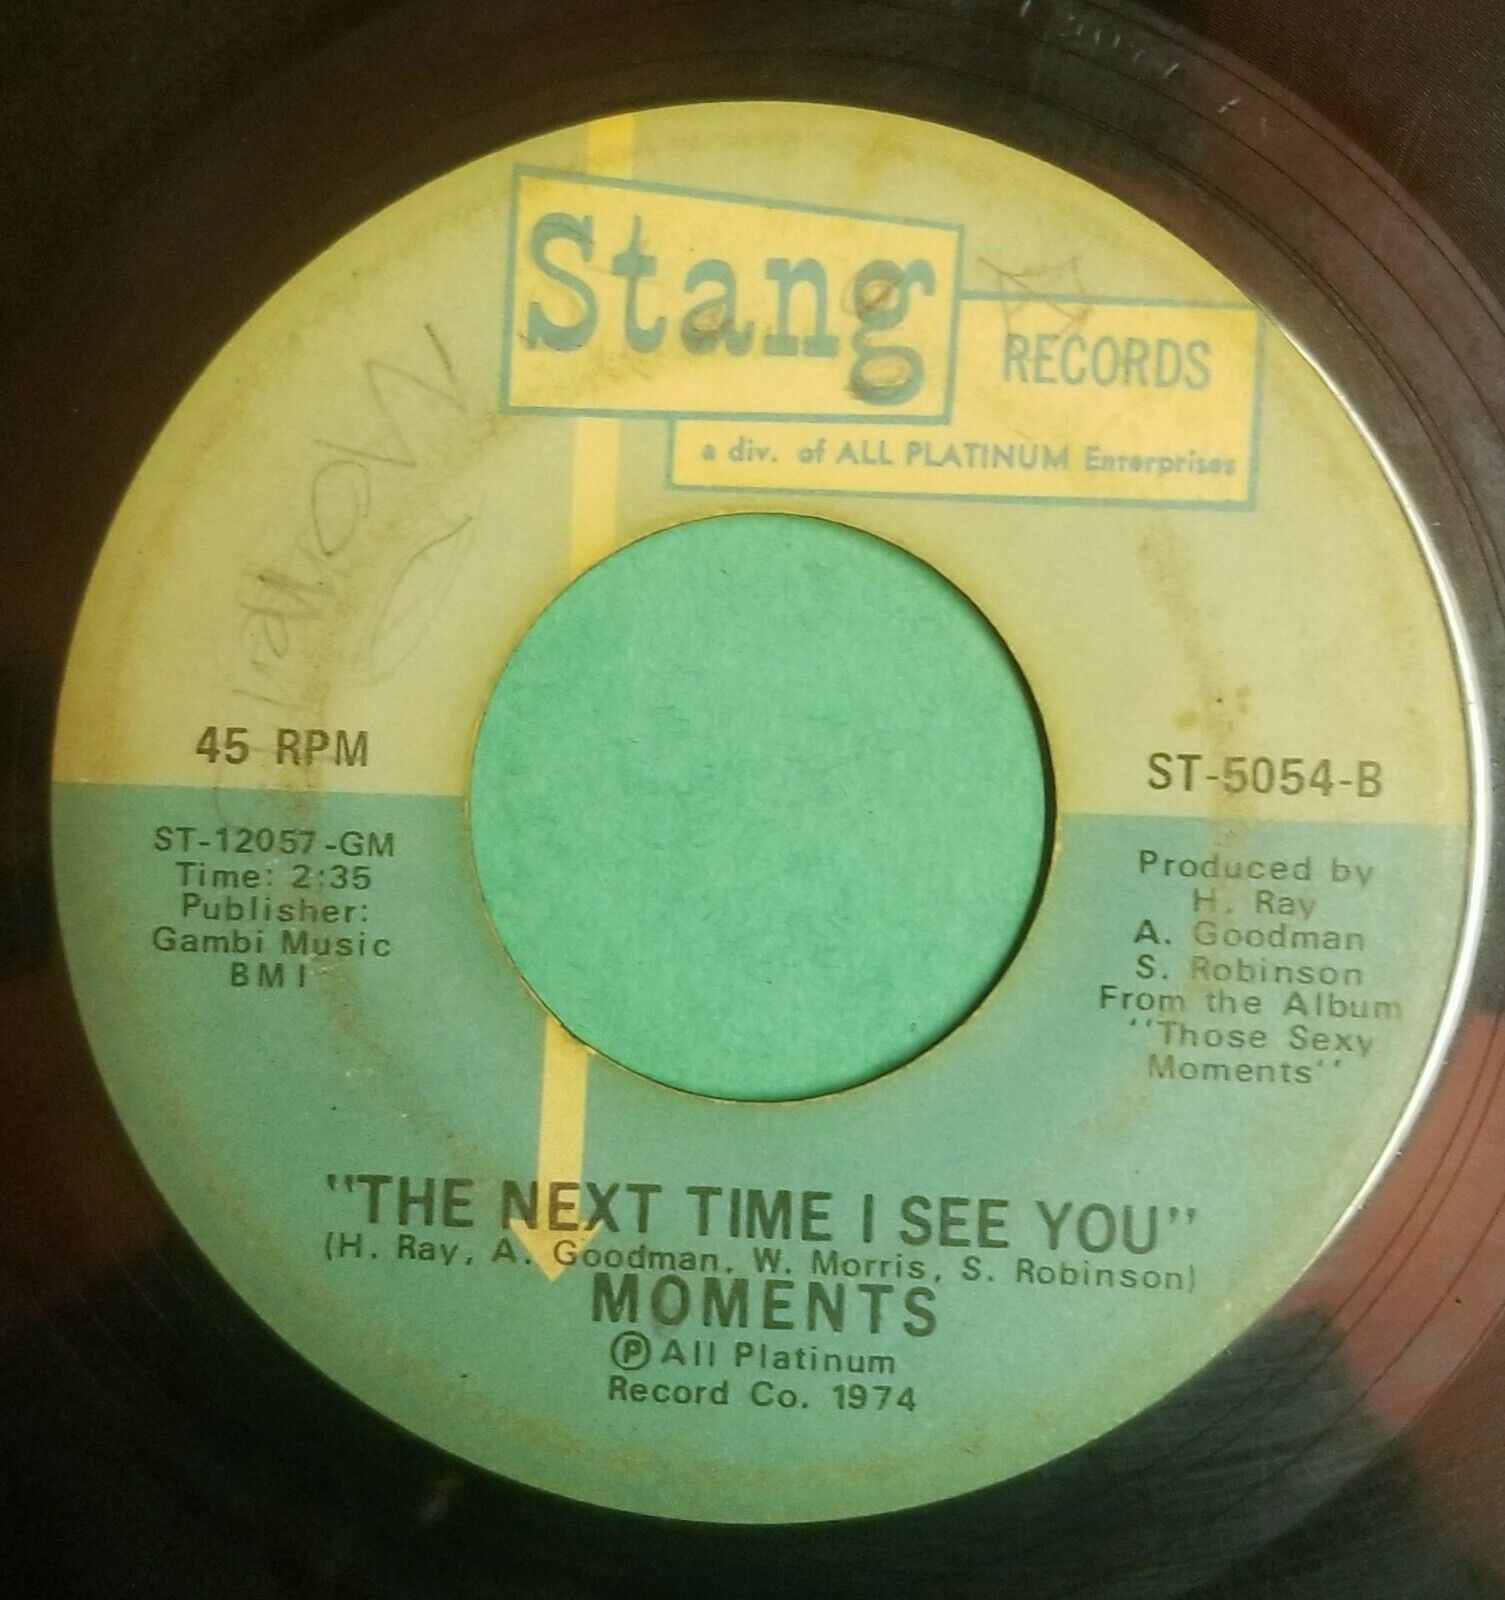 Stang
RECORDS
a div. of ALL PLATINUM Enterprises
45 RPM
ST-12057-GM
Time: 2:35
Publisher:
Gambi Music
BMI
ST-5054-B
Produced by
H. Ray
A. Goodman
S. Robinson
From the Album
"Those Sexy
Moments"
"THE NEXT TIME I SEE YOU"
(H. Ray, A. Goodman, W. Morris, S. Robinson)
MOMENTS
Ⓟ All Platinum
Record Co. 1974